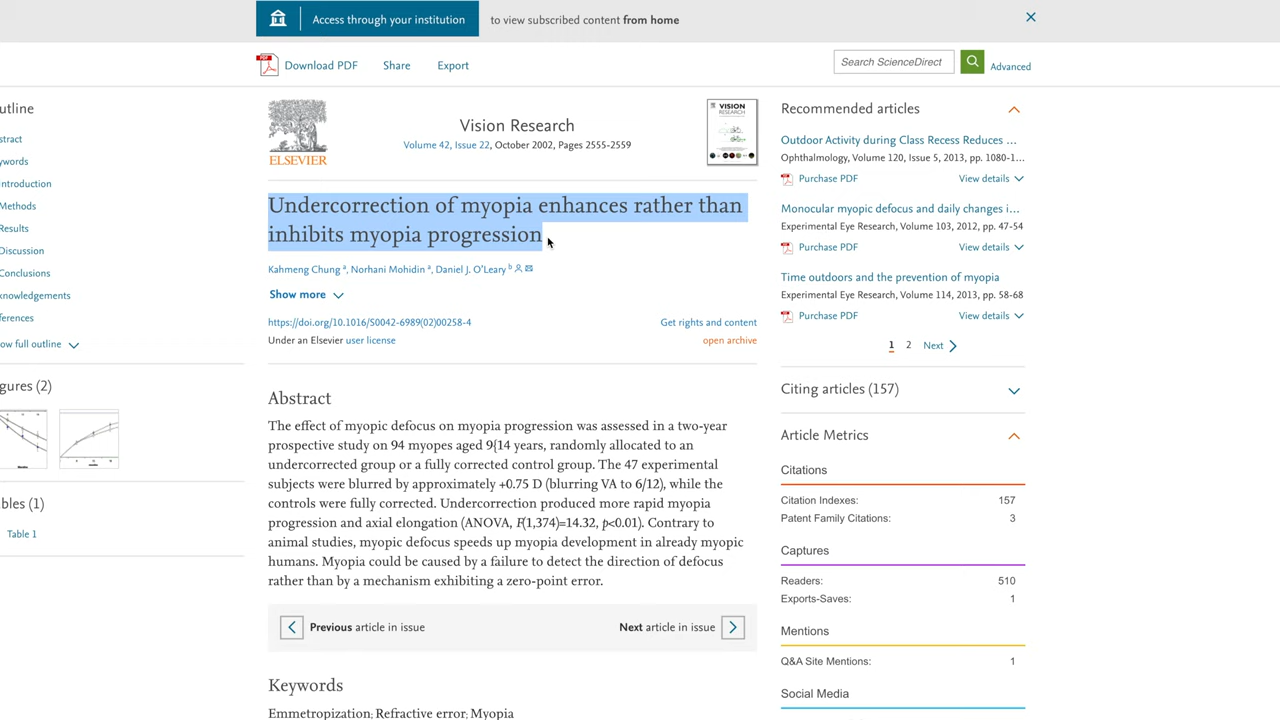 Access through your institution
to view subscribed content from home
Download PDF
Share
Export
Search ScienceDirect
Advanced
utline
stract
ywords
ntroduction
Methods
Results
Discussion
Conclusions
knowledgements
ferences
ow full outline
gures (2)
bles (1)
Table 1
ELSEVIER
Vision Research
Volume 42, Issue 22, October 2002, Pages 2555-2559
VISION
RESEARCH
Undercorrection of myopia enhances rather than
inhibits myopia progression
Kahmeng Chung a, Norhani Mohidin a, Daniel J. O'Leary b
Show more
https://doi.org/10.1016/S0042-6989(02)00258-4
Get rights and content
Under an Elsevier user license
open archive
Abstract
The effect of myopic defocus on myopia progression was assessed in a two-year
prospective study on 94 myopes aged 9{14 years, randomly allocated to an
undercorrected group or a fully corrected control group. The 47 experimental
subjects were blurred by approximately +0.75 D (blurring VA to 6/12), while the
controls were fully corrected. Undercorrection produced more rapid myopia
progression and axial elongation (ANOVA, F(1,374)=14.32, p<0.01). Contrary to
animal studies, myopic defocus speeds up myopia development in already myopic
humans. Myopia could be caused by a failure to detect the direction of defocus
rather than by a mechanism exhibiting a zero-point error.
Previous article in issue
Next article in issue
Keywords
Emmetropization; Refractive error; Myopia
Recommended articles
Outdoor Activity during Class Recess Reduces ...
Ophthalmology, Volume 120, Issue 5, 2013, pp. 1080-1...
Purchase PDF
View details
Monocular myopic defocus and daily changes i...
Experimental Eye Research, Volume 103, 2012, pp. 47-54
Purchase PDF
View details
Time outdoors and the prevention of myopia
Experimental Eye Research, Volume 114, 2013, pp. 58-68
Purchase PDF
View details
1 2 Next
Citing articles (157)
Article Metrics
Citations
Citation Indexes: 157
Patent Family Citations: 3
Captures
Readers: 510
Exports-Saves: 1
Mentions
Q&A Site Mentions: 1
Social Media